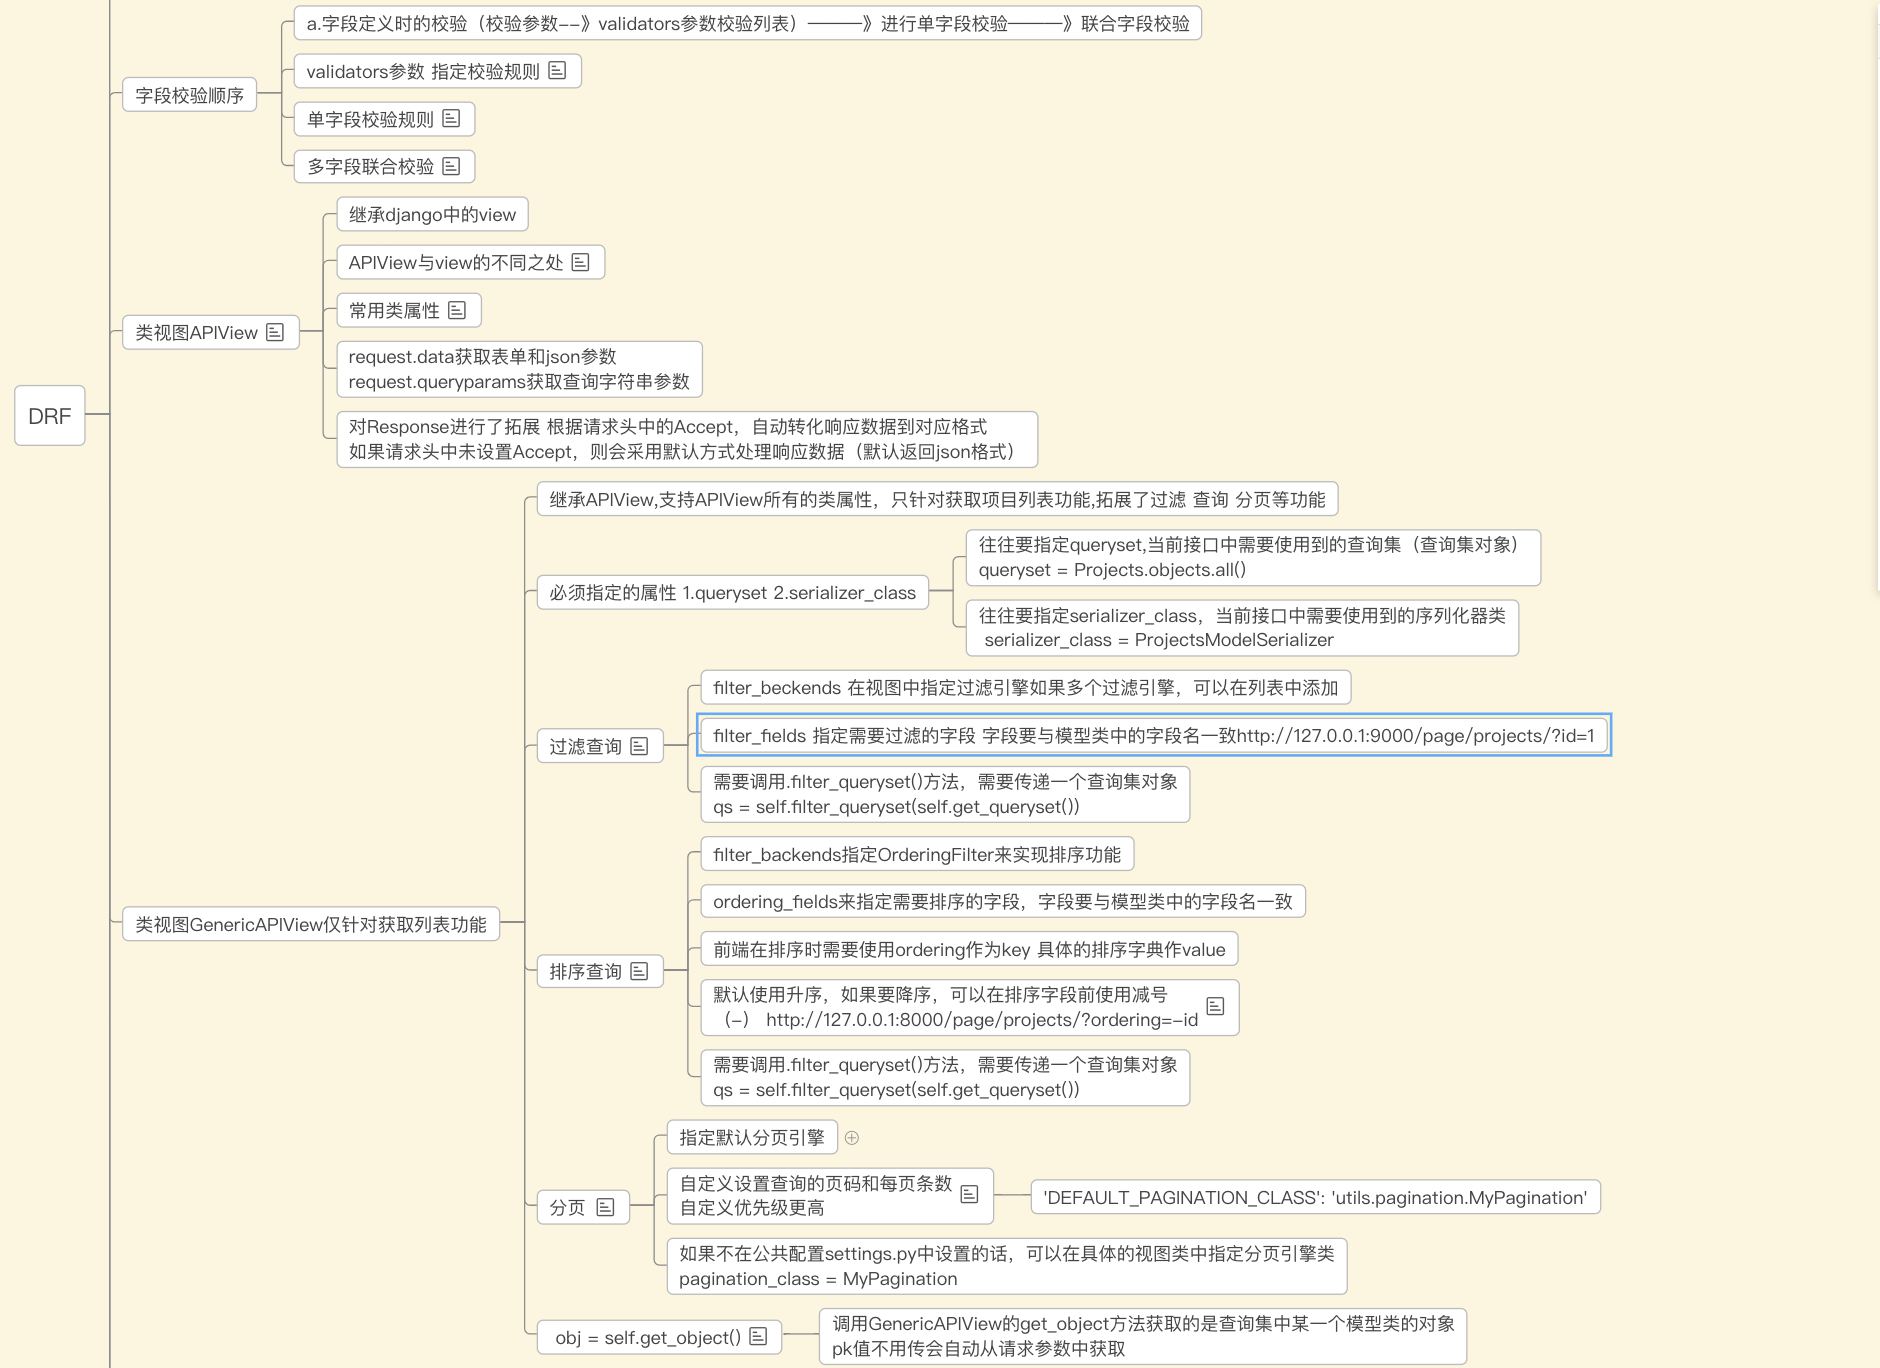 DRF
字段校验顺序
a.字段定义时的校验（校验参数--》validators参数校验列表）———》进行单字段校验———》联合字段校验
validators参数 指定校验规则
单字段校验规则
多字段联合校验
类视图APIView
继承django中的view
APIView与view的不同之处
常用类属性
request.data获取表单和json参数
request.queryparams获取查询字符串参数
对Response进行了拓展 根据请求头中的Accept，自动转化响应数据到对应格式
如果请求头中未设置Accept，则会采用默认方式处理响应数据（默认返回json格式）
类视图GenericAPIView仅针对获取列表功能
继承APIView,支持APIView所有的类属性，只针对获取项目列表功能,拓展了过滤 查询 分页等功能
必须指定的属性 1.queryset 2.serializer_class
往往要指定queryset,当前接口中需要使用到的查询集（查询集对象）
queryset = Projects.objects.all()
往往要指定serializer_class，当前接口中需要使用到的序列化器类
serializer_class = ProjectsModelSerializer
过滤查询
filter_beckends 在视图中指定过滤引擎如果多个过滤引擎，可以在列表中添加
filter_fields 指定需要过滤的字段 字段要与模型类中的字段名一致http://127.0.0.1:9000/page/projects/?id=1
需要调用.filter_queryset()方法，需要传递一个查询集对象
qs = self.filter_queryset(self.get_queryset())
排序查询
filter_backends指定OrderingFilter来实现排序功能
ordering_fields来指定需要排序的字段，字段要与模型类中的字段名一致
前端在排序时需要使用ordering作为key 具体的排序字典作value
默认使用升序，如果要降序，可以在排序字段前使用减号
（-） http://127.0.0.1:8000/page/projects/?ordering=-id
需要调用.filter_queryset()方法，需要传递一个查询集对象
qs = self.filter_queryset(self.get_queryset())
分页
指定默认分页引擎
自定义设置查询的页码和每页条数
自定义优先级更高
'DEFAULT_PAGINATION_CLASS': 'utils.pagination.MyPagination'
如果不在公共配置settings.py中设置的话，可以在具体的视图类中指定分页引擎类
pagination_class = MyPagination
obj = self.get_object()
调用GenericAPIView的get_object方法获取的是查询集中某一个模型类的对象
pk值不用传会自动从请求参数中获取